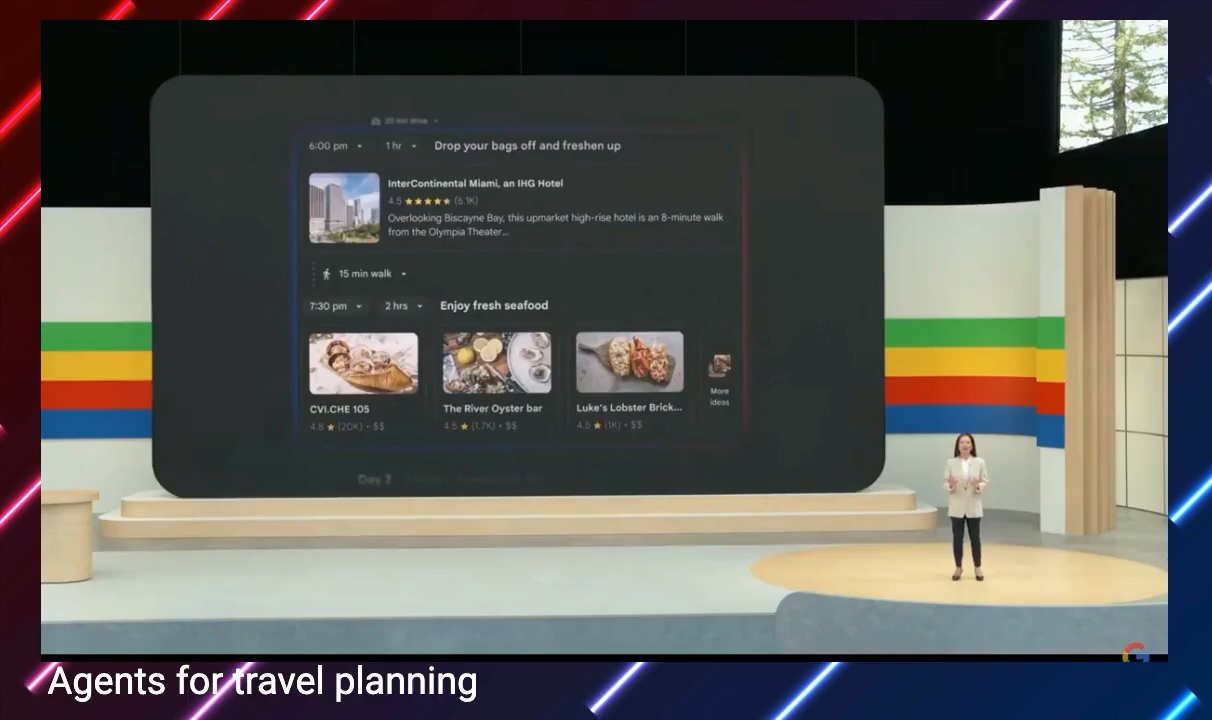 20 min drive
6:00 pm 1 hr Drop your bags off and freshen up
InterContinental Miami, an IHG Hotel
4.5 (6.1K)
Overlooking Biscayne Bay, this upmarket high-rise hotel is an 8-minute walk
from the Olympia Theater...
15 min walk
7:30 pm 2 hrs Enjoy fresh seafood
CVI.CHE 105
4.8 ★ (20K) • $$
The River Oyster bar
4.5 ★ (1.7K) • $$
Luke's Lobster Brick...
4.5 ★ (1K) • $$
More
ideas
Day 2
Agents for travel planning